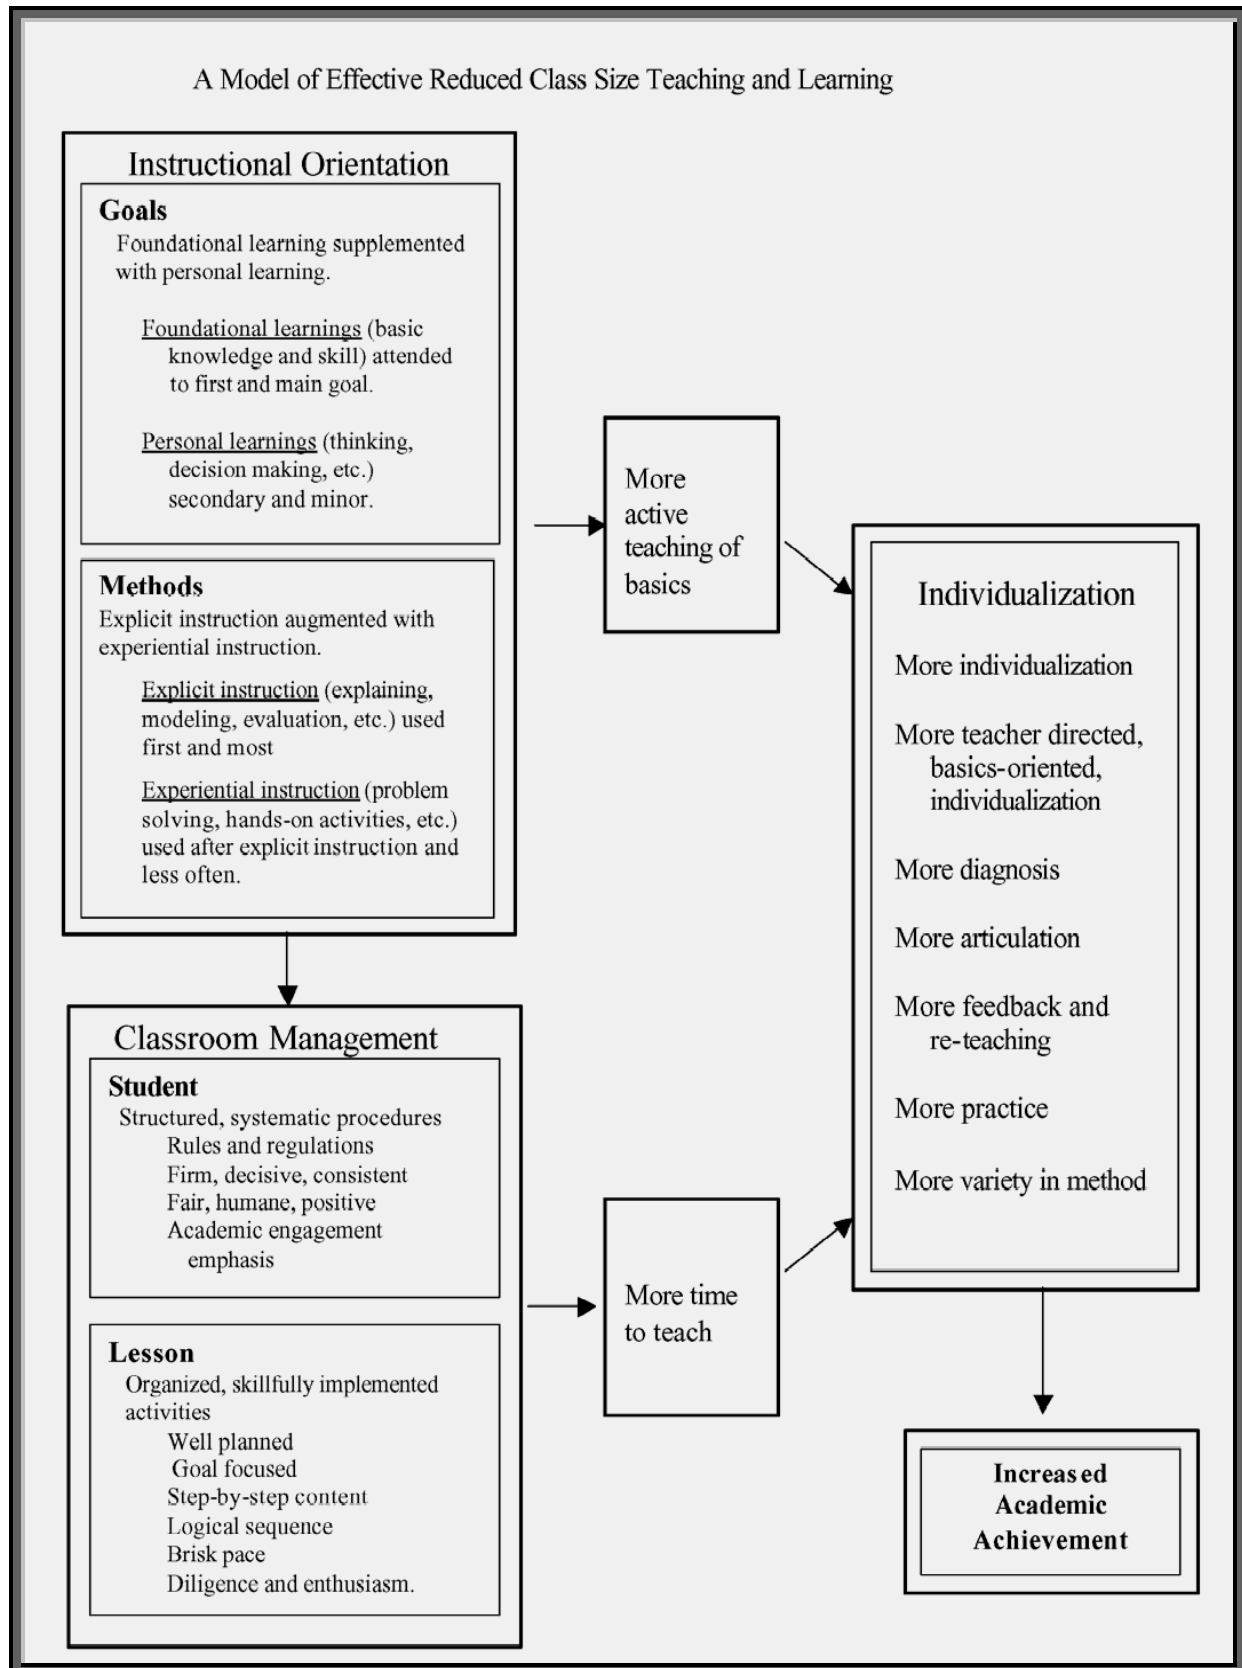 A Model of Effective Reduced Class Size Teaching and Learning
Instructional Orientation
Goals
Foundational learning supplemented
with personal learning.
Foundational learnings (basic
knowledge and skill) attended
to first and main goal.
Personal learnings (thinking,
decision making, etc.)
secondary and minor.
Methods
Explicit instruction augmented with
experiential instruction.
Explicit instruction (explaining,
modeling, evaluation, etc.) used
first and most
Experiential instruction (problem
solving, hands-on activities, etc.)
used after explicit instruction and
less often.
Classroom Management
Student
Structured, systematic procedures
Rules and regulations
Firm, decisive, consistent
Fair, humane, positive
Academic engagement
emphasis
Lesson
Organized, skillfully implemented
activities
Well planned
Goal focused
Step-by-step content
Logical sequence
Brisk pace
Diligence and enthusiasm.
More
active
teaching of
basics
More time
to teach
Individualization
More individualization
More teacher directed,
basics-oriented,
individualization
More diagnosis
More articulation
More feedback and
re-teaching
More practice
More variety in method
Increased
Academic
Achievement